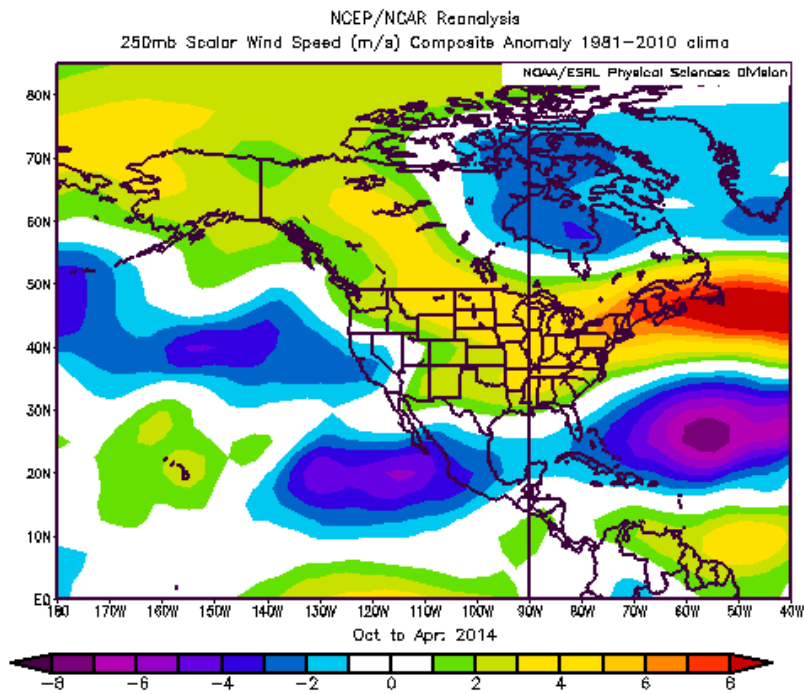 NCEP/NCAR Reanalysis
250mb Scalar Wind Speed (m/s) Composite Anomaly 1981-2010 clima
NOAA/ESRL Physical Sciences Division
80N
70N
60N
50N
40N
30N
20N
10N
EQ
180 170W 160W 150W 140W 130W 120W 110W 100W 90W 80W 70W 60W 50W 40W
Oct to Apr: 2014
-8 -6 -4 -2 0 2 4 6 8